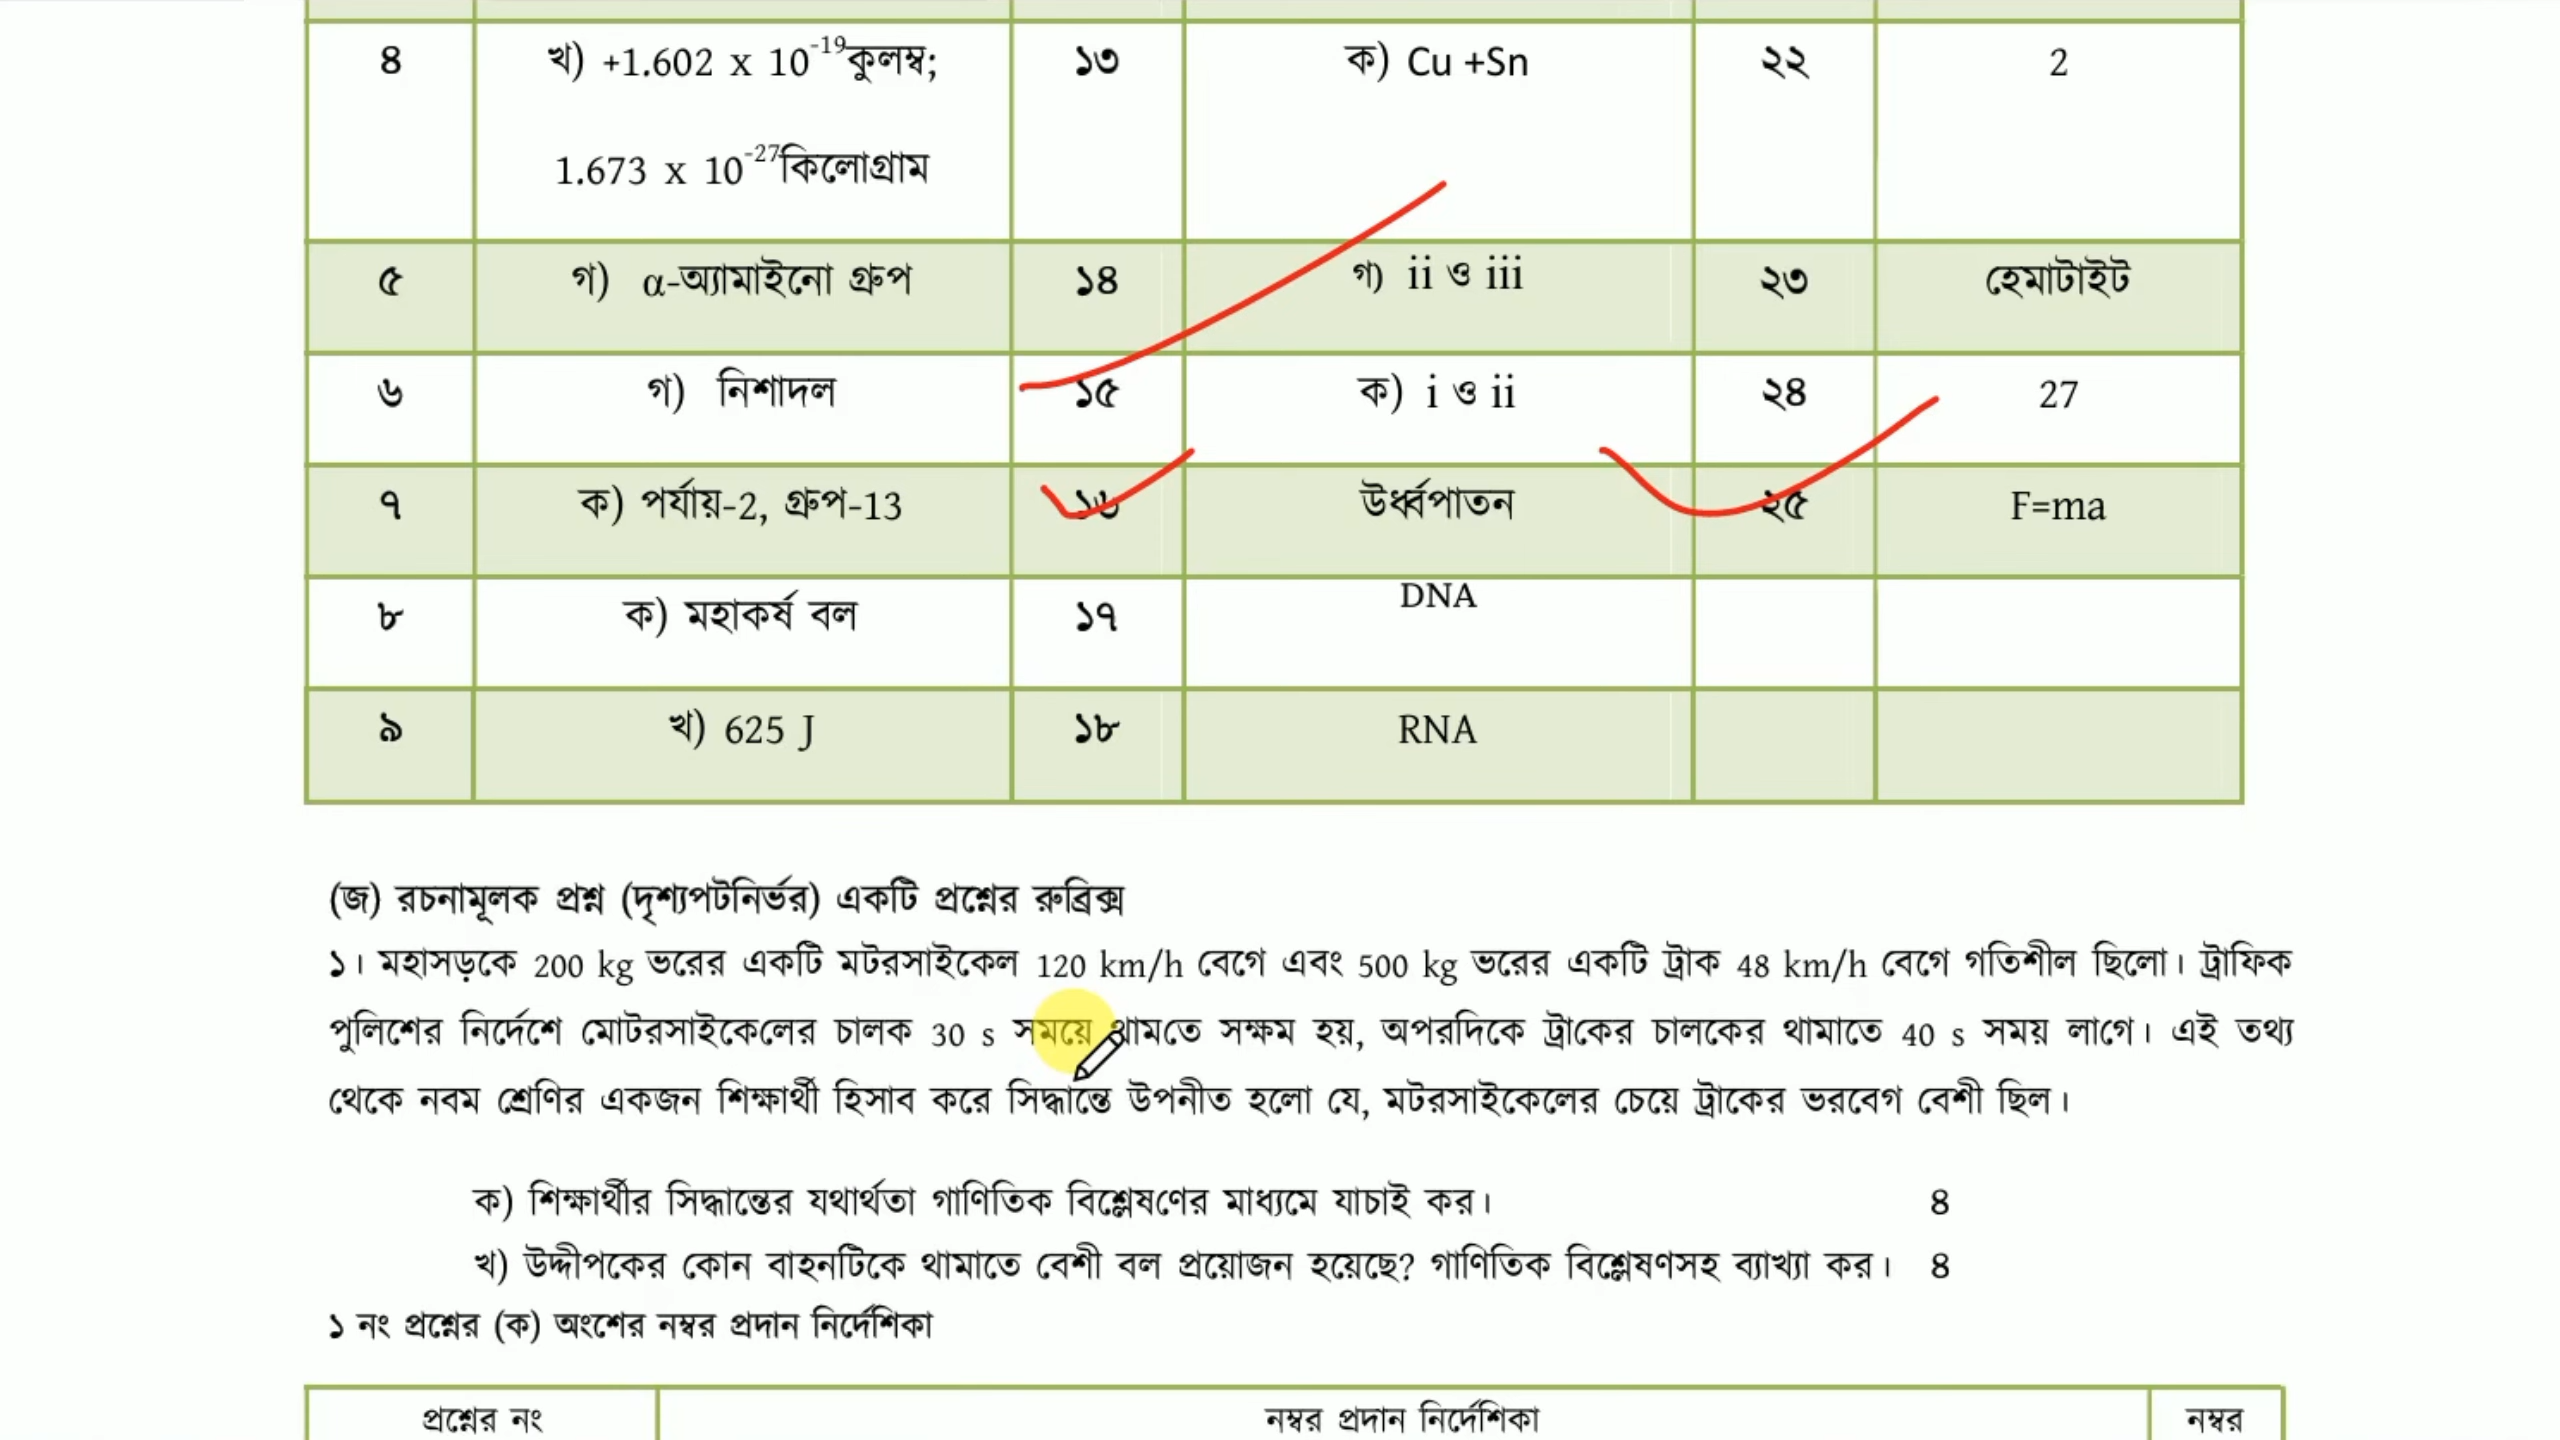 ৪ খ) +1.602 x 10-19কুলম্ব; ১৩ ক) Cu +Sn ২২ 2
1.673 x 10-27কিলোগ্রাম
৫ গ) α-অ্যামাইনো গ্রুপ ১৪ গ) ii ও iii ২৩ হেমাটাইট
৬ গ) নিশাদল ১৫ ক) i ও ii ২৪ 27
৭ ক) পর্যায়-2, গ্রুপ-13 ১৬ উর্ধ্বপাতন ২৫ F=ma
৮ ক) মহাকর্ষ বল ১৭ DNA
৯ খ) 625 J ১৮ RNA
(জ) রচনামূলক প্রশ্ন (দৃশ্যপটনির্ভর) একটি প্রশ্নের রুব্রিক্স
১। মহাসড়কে 200 kg ভরের একটি মটরসাইকেল 120 km/h বেগে এবং 500 kg ভরের একটি ট্রাক 48 km/h বেগে গতিশীল ছিলো। ট্রাফিক
পুলিশের নির্দেশে মোটরসাইকেলের চালক 30 s সময়ে থামতে সক্ষম হয়, অপরদিকে ট্রাকের চালকের থামাতে 40 s সময় লাগে। এই তথ্য
থেকে নবম শ্রেণির একজন শিক্ষার্থী হিসাব করে সিদ্ধান্তে উপনীত হলো যে, মটরসাইকেলের চেয়ে ট্রাকের ভরবেগ বেশী ছিল।
ক) শিক্ষার্থীর সিদ্ধান্তের যথার্থতা গাণিতিক বিশ্লেষণের মাধ্যমে যাচাই কর। ৪
খ) উদ্দীপকের কোন বাহনটিকে থামাতে বেশী বল প্রয়োজন হয়েছে? গাণিতিক বিশ্লেষণসহ ব্যাখ্যা কর। ৪
১ নং প্রশ্নের (ক) অংশের নম্বর প্রদান নির্দেশিকা
প্রশ্নের নং নম্বর প্রদান নির্দেশিকা নম্বর